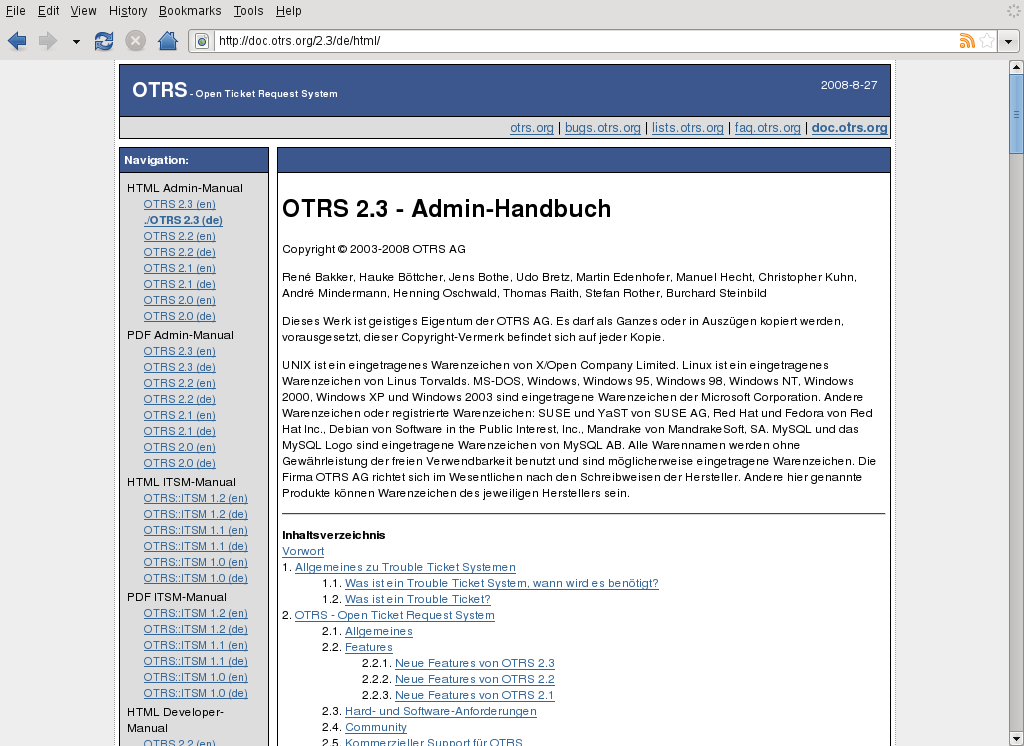 File Edit View History Bookmarks Tools Help
http://doc.otrs.org/2.3/de/html/
OTRS - Open Ticket Request System
2008-8-27
otrs.org | bugs.otrs.org | lists.otrs.org | faq.otrs.org | doc.otrs.org
Navigation:
HTML Admin-Manual
OTRS 2.3 (en)
./OTRS 2.3 (de)
OTRS 2.2 (en)
OTRS 2.2 (de)
OTRS 2.1 (en)
OTRS 2.1 (de)
OTRS 2.0 (en)
OTRS 2.0 (de)
PDF Admin-Manual
OTRS 2.3 (en)
OTRS 2.3 (de)
OTRS 2.2 (en)
OTRS 2.2 (de)
OTRS 2.1 (en)
OTRS 2.1 (de)
OTRS 2.0 (en)
OTRS 2.0 (de)
HTML ITSM-Manual
OTRS::ITSM 1.2 (en)
OTRS::ITSM 1.2 (de)
OTRS::ITSM 1.1 (en)
OTRS::ITSM 1.1 (de)
OTRS::ITSM 1.0 (en)
OTRS::ITSM 1.0 (de)
PDF ITSM-Manual
OTRS::ITSM 1.2 (en)
OTRS::ITSM 1.2 (de)
OTRS::ITSM 1.1 (en)
OTRS::ITSM 1.1 (de)
OTRS::ITSM 1.0 (en)
OTRS::ITSM 1.0 (de)
HTML Developer-
Manual
OTRS 2.2 (en)
OTRS 2.3 - Admin-Handbuch
Copyright © 2003-2008 OTRS AG
René Bakker, Hauke Böttcher, Jens Bothe, Udo Bretz, Martin Edenhofer, Manuel Hecht, Christopher Kuhn,
André Mindermann, Henning Oschwald, Thomas Raith, Stefan Rother, Burchard Steinbild
Dieses Werk ist geistiges Eigentum der OTRS AG. Es darf als Ganzes oder in Auszügen kopiert werden,
vorausgesetzt, dieser Copyright-Vermerk befindet sich auf jeder Kopie.
UNIX ist ein eingetragenes Warenzeichen von X/Open Company Limited. Linux ist ein eingetragenes
Warenzeichen von Linus Torvalds. MS-DOS, Windows, Windows 95, Windows 98, Windows NT, Windows
2000, Windows XP und Windows 2003 sind eingetragene Warenzeichen der Microsoft Corporation. Andere
Warenzeichen oder registrierte Warenzeichen: SUSE und YaST von SUSE AG, Red Hat und Fedora von Red
Hat Inc., Debian von Software in the Public Interest, Inc., Mandrake von MandrakeSoft, SA. MySQL und das
MySQL Logo sind eingetragene Warenzeichen von MySQL AB. Alle Warennamen werden ohne
Gewährleistung der freien Verwendbarkeit benutzt und sind möglicherweise eingetragene Warenzeichen. Die
Firma OTRS AG richtet sich im Wesentlichen nach den Schreibweisen der Hersteller. Andere hier genannte
Produkte können Warenzeichen des jeweiligen Herstellers sein.
Inhaltsverzeichnis
Vorwort
1. Allgemeines zu Trouble Ticket Systemen
1.1. Was ist ein Trouble Ticket System, wann wird es benötigt?
1.2. Was ist ein Trouble Ticket?
2. OTRS - Open Ticket Request System
2.1. Allgemeines
2.2. Features
2.2.1. Neue Features von OTRS 2.3
2.2.2. Neue Features von OTRS 2.2
2.2.3. Neue Features von OTRS 2.1
2.3. Hard- und Software-Anforderungen
2.4. Community
2.5. Kommerzieller Support für OTRS